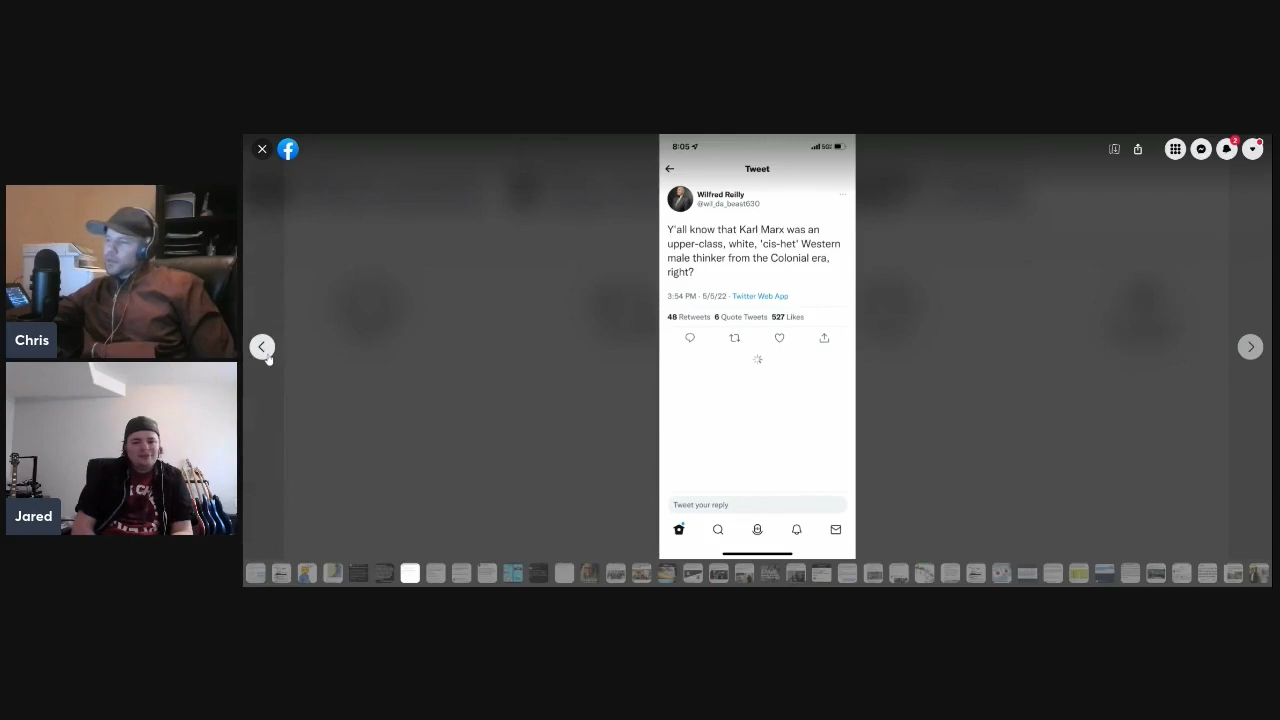 8:05
5G
2
Tweet
Wilfred Reilly
@wil_da_beast630
Y'all know that Karl Marx was an
upper-class, white, 'cis-het' Western
male thinker from the Colonial era,
right?
3:54 PM · 5/5/22 · Twitter Web App
48 Retweets 6 Quote Tweets 527 Likes
Tweet your reply
Chris
Jared